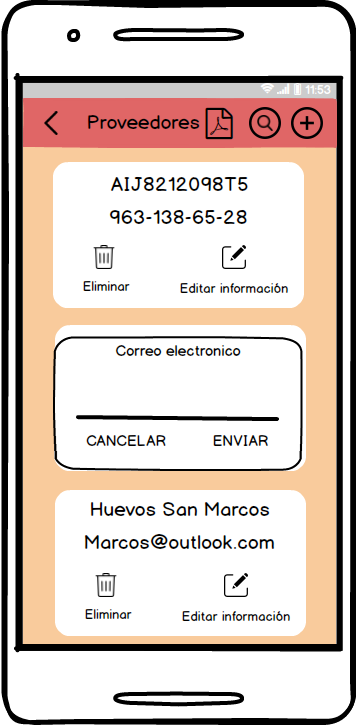 11:53
Proveedores
AIJ8212098T5
963-138-65-28
Eliminar Editar información
Correo electronico
CANCELAR ENVIAR
Huevos San Marcos
Marcos@outlook.com
Eliminar Editar información